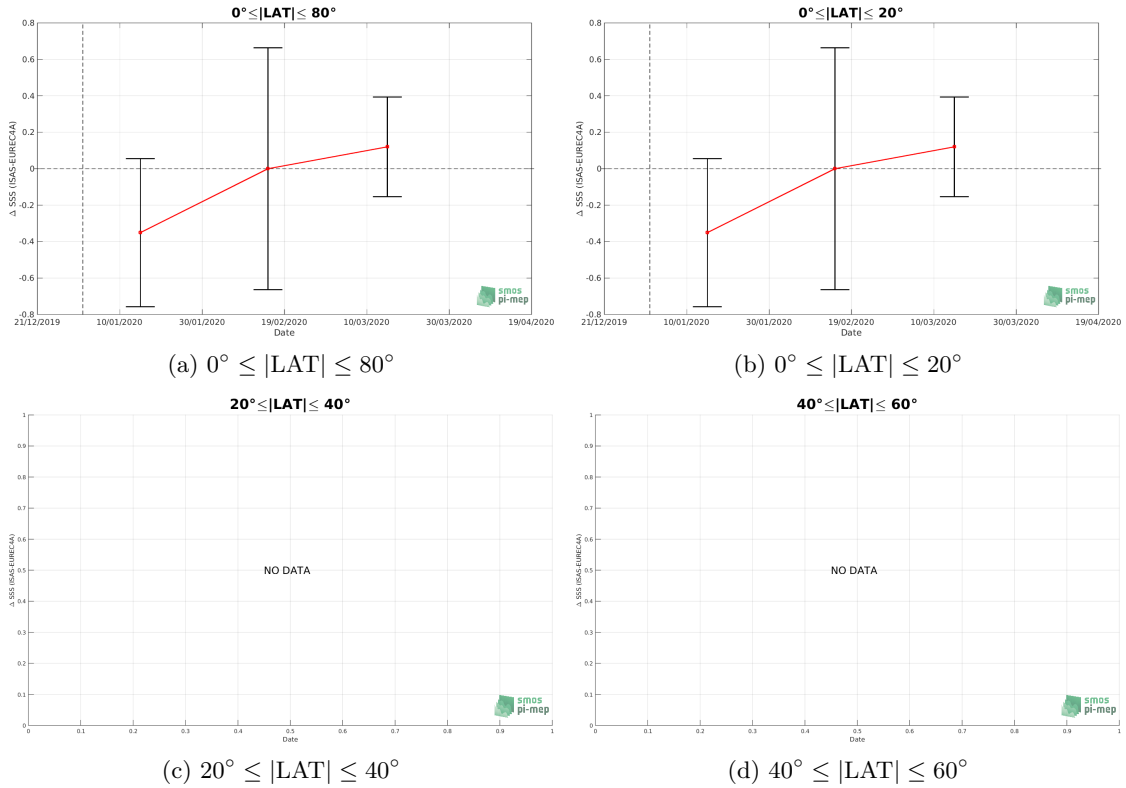 0°≤|LAT|≤ 80°
0.8
0.6
0.4
0.2
0
-0.2
-0.4
-0.6
-0.8
Δ SSS (ISAS-EUREC4A)
21/12/2019 10/01/2020 30/01/2020 19/02/2020 10/03/2020 30/03/2020 19/04/2020
Date
smos
pi-mep
(a) 0° ≤ |LAT| ≤ 80°
0°≤|LAT|≤ 20°
0.8
0.6
0.4
0.2
0
-0.2
-0.4
-0.6
-0.8
Δ SSS (ISAS-EUREC4A)
21/12/2019 10/01/2020 30/01/2020 19/02/2020 10/03/2020 30/03/2020 19/04/2020
Date
smos
pi-mep
(b) 0° ≤ |LAT| ≤ 20°
20°≤|LAT|≤ 40°
1
0.9
0.8
0.7
0.6
0.5
0.4
0.3
0.2
0.1
0
Δ SSS (ISAS-EUREC4A)
NO DATA
0 0.1 0.2 0.3 0.4 0.5 0.6 0.7 0.8 0.9 1
Date
smos
pi-mep
(c) 20° ≤ |LAT| ≤ 40°
40°≤|LAT|≤ 60°
1
0.9
0.8
0.7
0.6
0.5
0.4
0.3
0.2
0.1
0
Δ SSS (ISAS-EUREC4A)
NO DATA
0 0.1 0.2 0.3 0.4 0.5 0.6 0.7 0.8 0.9 1
Date
smos
pi-mep
(d) 40° ≤ |LAT| ≤ 60°